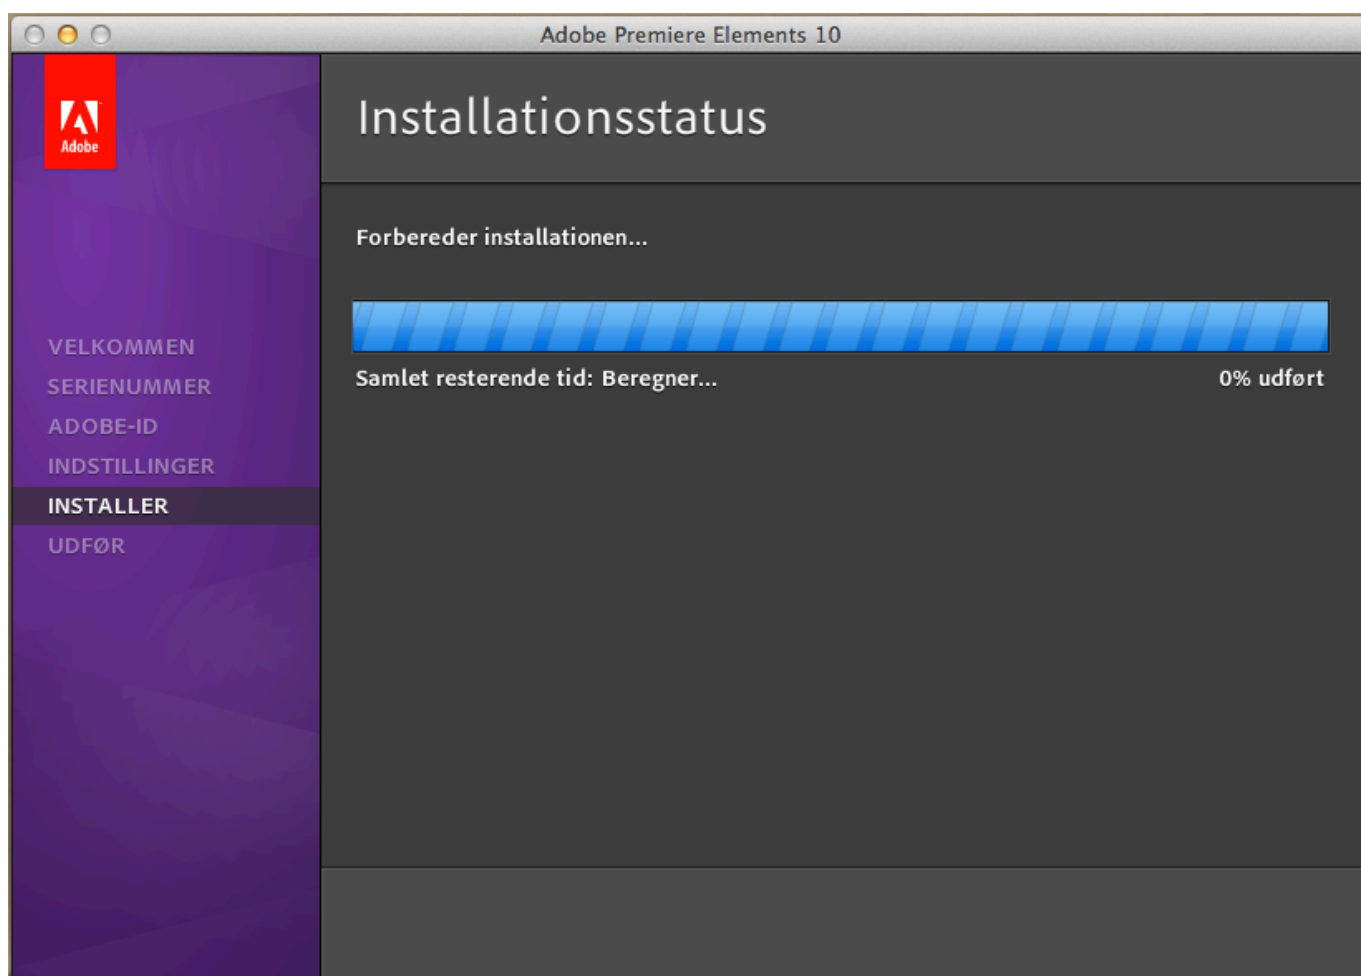 Adobe Premiere Elements 10
Adobe
Installationsstatus
Forbereder installationen...
Samlet resterende tid: Beregner...
0% udført
VELKOMMEN
SERIENUMMER
ADOBE-ID
INDSTILLINGER
INSTALLER
UDFØR